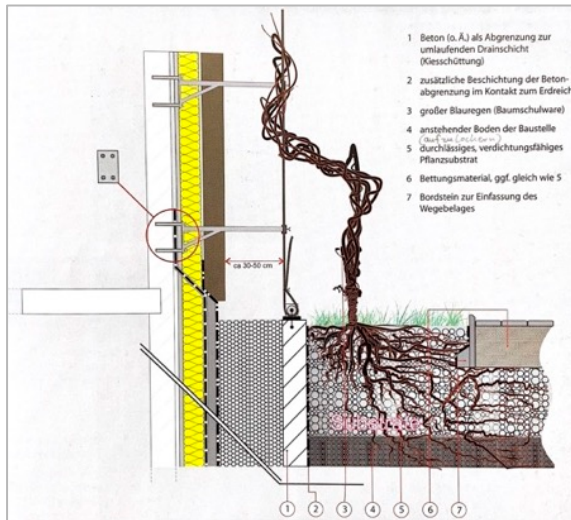 1 Beton (o. Ä.) als Abgrenzung zur
umlaufenden Drainschicht
(Kiesschüttung)
2 zusätzliche Beschichtung der Beton-
abgrenzung im Kontakt zum Erdreich
3 großer Blauregen (Baumschulware)
4 anstehender Boden der Baustelle
(aufzulockern)
5 durchlässiges, verdichtungsfähiges
Pflanzsubstrat
6 Bettungsmaterial, ggf. gleich wie 5
7 Bordstein zur Einfassung des
Wegebelages
ca 30-50 cm
1 2 3 4 5 6 7